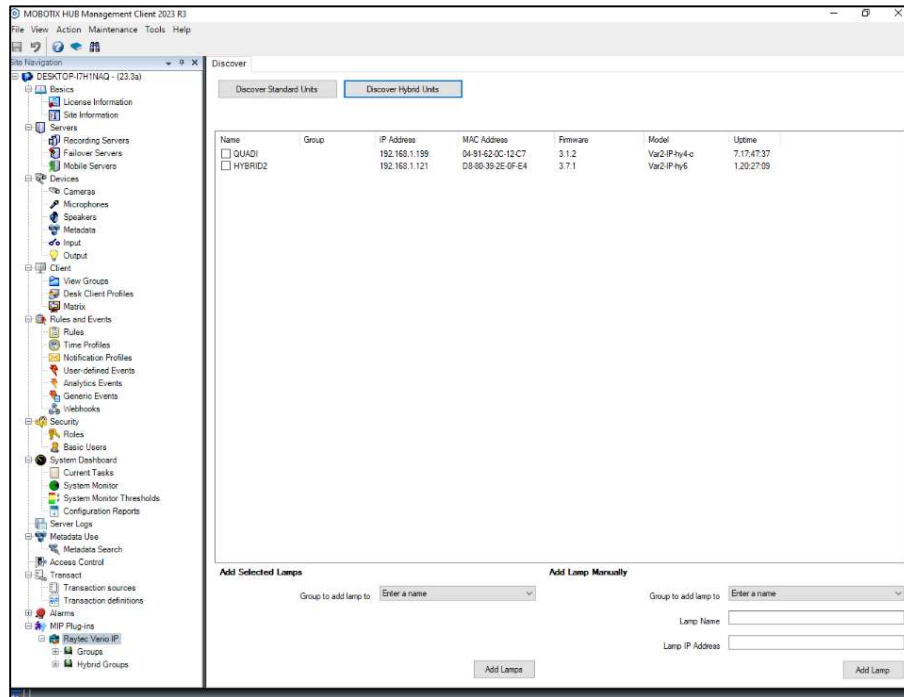 MOBOTIX HUB Management Client 2023 R3
File View Action Maintenance Tools Help
Site Navigation
DESKTOP-I7H1NAQ - (23.3a)
Basics
License Information
Site Information
Servers
Recording Servers
Failover Servers
Mobile Servers
Devices
Cameras
Microphones
Speakers
Metadata
Input
Output
Client
View Groups
Desk Client Profiles
Matrix
Rules and Events
Rules
Time Profiles
Notification Profiles
User-defined Events
Analytics Events
Generic Events
Webhooks
Security
Roles
Basic Users
System Dashboard
Current Tasks
System Monitor
System Monitor Thresholds
Configuration Reports
Server Logs
Metadata Use
Metadata Search
Access Control
Transact
Transaction sources
Transaction definitions
Alarms
MIP Plug-ins
Raytec Vario IP
Groups
Hybrid Groups
Discover
Discover Standard Units Discover Hybrid Units
Name Group IP Address MAC Address Firmware Model Uptime
QUADI 192.168.1.199 04-91-62-0C-12-C7 3.1.2 Var2-IP-hy4-c 7.17:47:37
HYBRID2 192.168.1.121 D8-80-39-2E-0F-E4 3.7.1 Var2-IP-hy6 1.20:27:09
Add Selected Lamps Add Lamp Manually
Group to add lamp to Enter a name Group to add lamp to Enter a name
Lamp Name
Lamp IP Address
Add Lamps Add Lamp